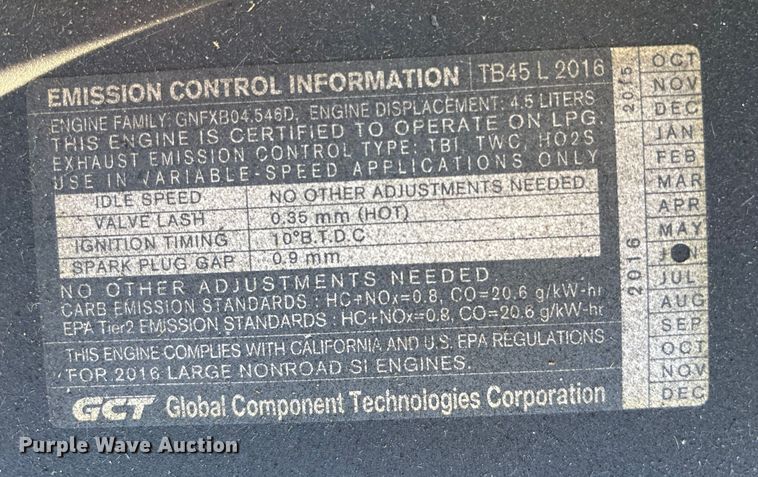 EMISSION CONTROL INFORMATION TB45 L 2016
ENGINE FAMILY: GNFXB04.546D, ENGINE DISPLACEMENT: 4.5 LITERS
THIS ENGINE IS CERTIFIED TO OPERATE ON LPG.
EXHAUST EMISSION CONTROL TYPE: TBI, TWC, HO2S
USE IN VARIABLE-SPEED APPLICATIONS ONLY
IDLE SPEED NO OTHER ADJUSTMENTS NEEDED.
VALVE LASH 0.35 mm (HOT)
IGNITION TIMING 10°B.T.D.C
SPARK PLUG GAP 0.9 mm
NO OTHER ADJUSTMENTS NEEDED
CARB EMISSION STANDARDS : HC+NOx=0.8, CO=20.6 g/kW-hr
EPA Tier2 EMISSION STANDARDS : HC+NOx=0.8, CO=20.6 g/kW-hr
THIS ENGINE COMPLIES WITH CALIFORNIA AND U.S. EPA REGULATIONS
FOR 2016 LARGE NONROAD SI ENGINES.
GCT Global Component Technologies Corporation
2015
OCT
NOV
DEC
2016
JAN
FEB
MAR
APR
MAY
JUN
JUL
AUG
SEP
OCT
NOV
DEC
Purple Wave Auction